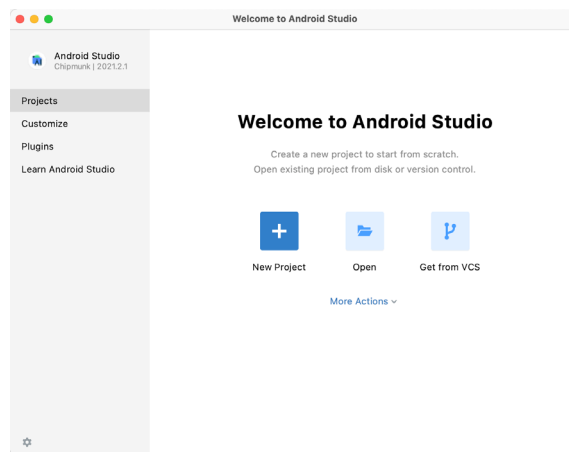 Welcome to Android Studio
Android Studio
Chipmunk | 2021.2.1
Projects
Customize
Plugins
Learn Android Studio
Welcome to Android Studio
Create a new project to start from scratch.
Open existing project from disk or version control.
New Project
Open
Get from VCS
More Actions